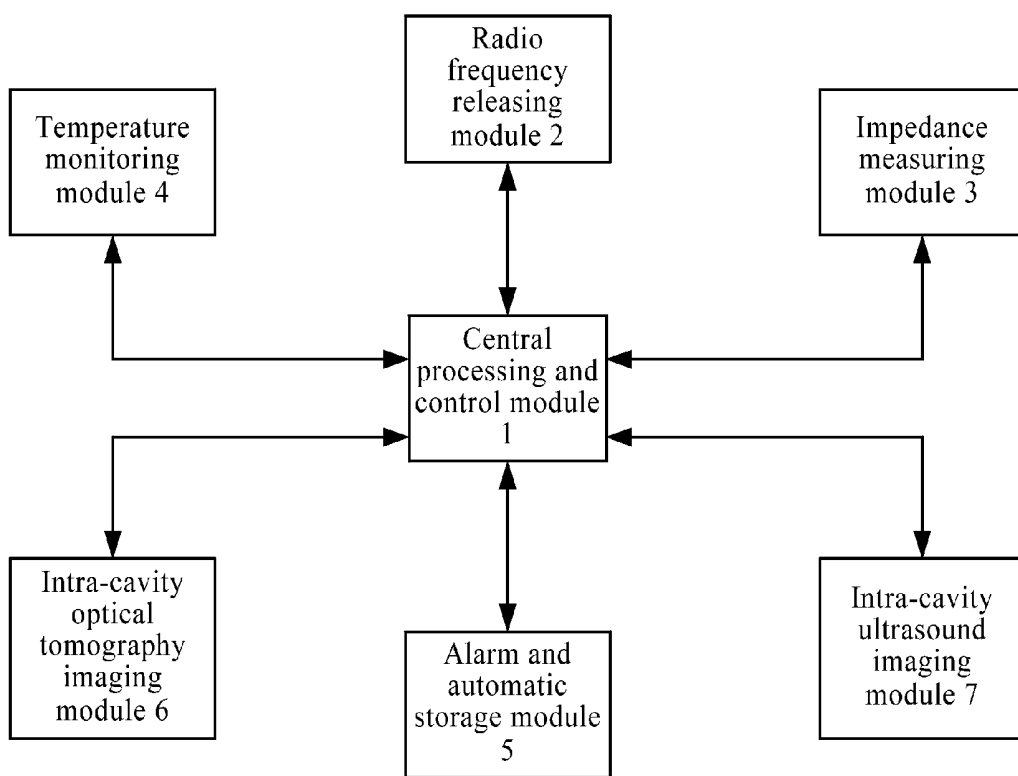 Radio
frequency
releasing
module 2
Temperature
monitoring
module 4
Impedance
measuring
module 3
Central
processing and
control module
1
Intra-cavity
optical
tomography
imaging
module 6
Alarm and
automatic
storage module
5
Intra-cavity
ultrasound
imaging
module 7